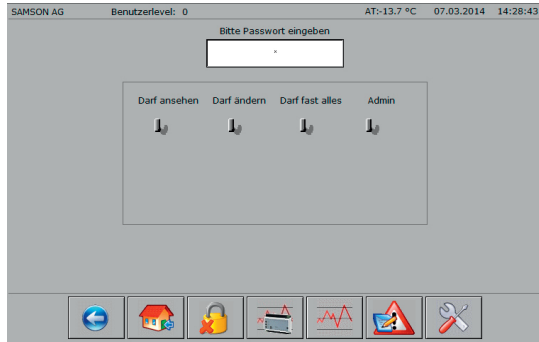 SAMSON AG Benutzerlevel: 0 AT:-13.7 °C 07.03.2014 14:28:43
Bitte Passwort eingeben
*
Darf ansehen Darf ändern Darf fast alles Admin